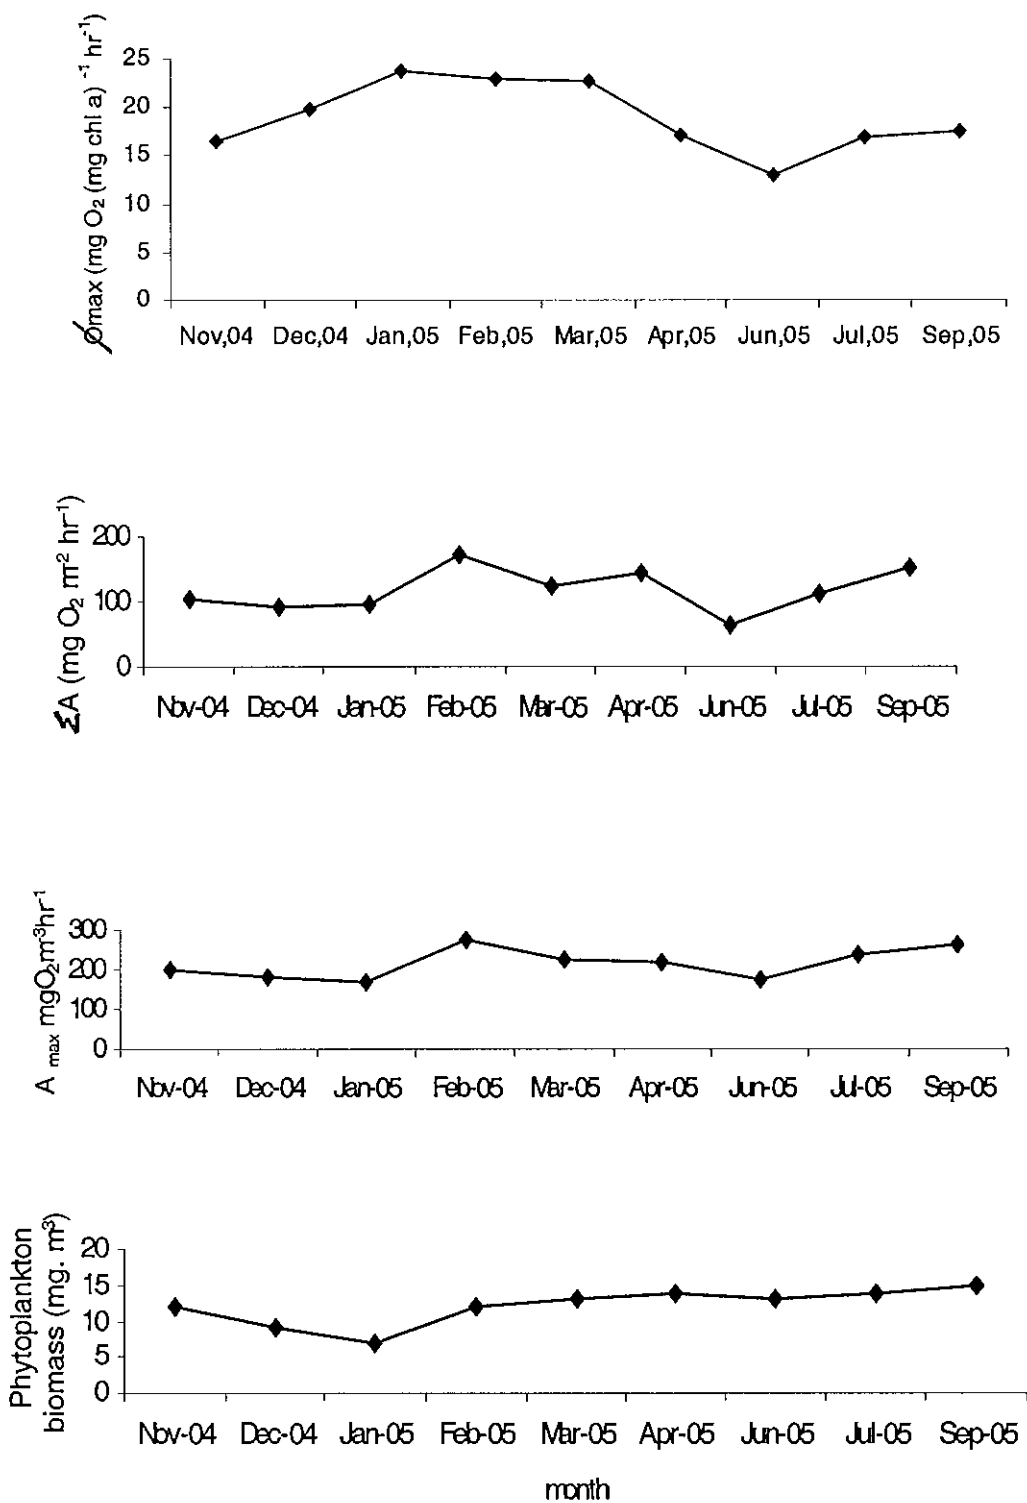 ømax (mg O₂ (mg chl a) ⁻¹ hr⁻¹)
25
20
15
10
5
0
Nov,04 Dec,04 Jan,05 Feb,05 Mar,05 Apr,05 Jun,05 Jul,05 Sep,05
ΣA (mg O₂ m⁻² hr⁻¹)
200
100
0
Nov-04 Dec-04 Jan-05 Feb-05 Mar-05 Apr-05 Jun-05 Jul-05 Sep-05
A max mgO₂m⁻³hr⁻¹
300
200
100
0
Nov-04 Dec-04 Jan-05 Feb-05 Mar-05 Apr-05 Jun-05 Jul-05 Sep-05
Phytoplankton
biomass (mg. m³)
20
15
10
5
0
Nov-04 Dec-04 Jan-05 Feb-05 Mar-05 Apr-05 Jun-05 Jul-05 Sep-05
month